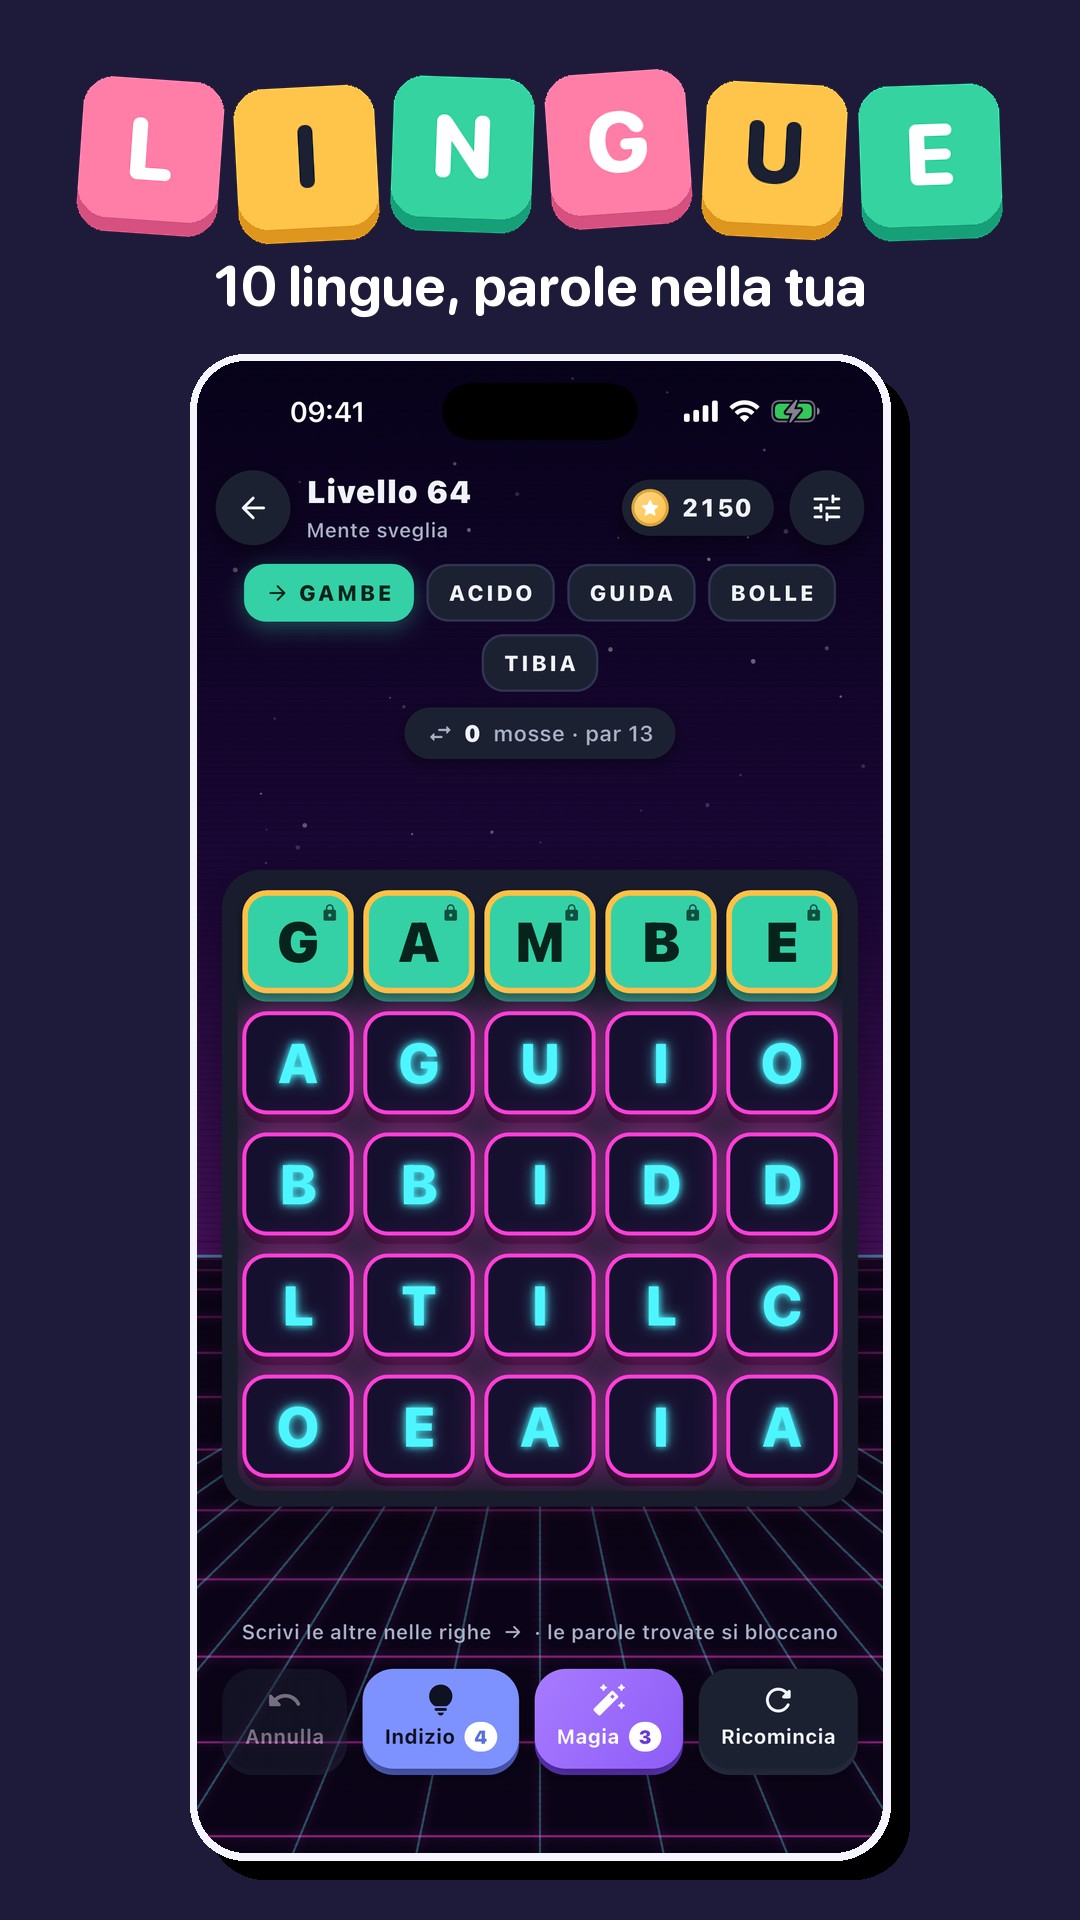 LINGUE
10 lingue, parole nella tua
09:41
Livello 64
Mente sveglia
2150
→ GAMBE ACIDO GUIDA BOLLE
TIBIA
0 mosse · par 13
G A M B E
A G U I O
B B I D D
L T I L C
O E A I A
Scrivi le altre nelle righe → · le parole trovate si bloccano
Annulla Indizio 4 Magia 3 Ricomincia